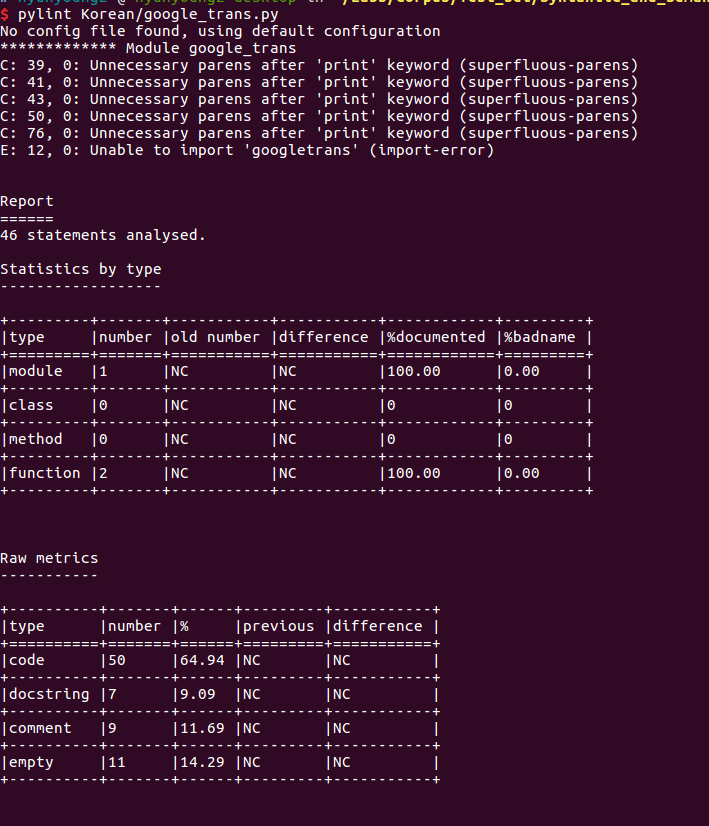 $ pylint Korean/google_trans.py
No config file found, using default configuration
************* Module google_trans
C: 39, 0: Unnecessary parens after 'print' keyword (superfluous-parens)
C: 41, 0: Unnecessary parens after 'print' keyword (superfluous-parens)
C: 43, 0: Unnecessary parens after 'print' keyword (superfluous-parens)
C: 50, 0: Unnecessary parens after 'print' keyword (superfluous-parens)
C: 76, 0: Unnecessary parens after 'print' keyword (superfluous-parens)
E: 12, 0: Unable to import 'googletrans' (import-error)
Report
======
46 statements analysed.
Statistics by type
------------------
+---------+-------+-----------+-----------+------------+---------+
|type     |number |old number |difference |%documented |%badname |
+=========+=======+===========+===========+============+=========+
|module   |1      |NC         |NC         |100.00      |0.00     |
+---------+-------+-----------+-----------+------------+---------+
|class    |0      |NC         |NC         |0           |0        |
+---------+-------+-----------+-----------+------------+---------+
|method   |0      |NC         |NC         |0           |0        |
+---------+-------+-----------+-----------+------------+---------+
|function |2      |NC         |NC         |100.00      |0.00     |
+---------+-------+-----------+-----------+------------+---------+
Raw metrics
-----------
+----------+-------+------+---------+-----------+
|type      |number |%     |previous |difference |
+==========+=======+======+=========+===========+
|code      |50     |64.94 |NC       |NC         |
+----------+-------+------+---------+-----------+
|docstring |7      |9.09  |NC       |NC         |
+----------+-------+------+---------+-----------+
|comment   |9      |11.69 |NC       |NC         |
+----------+-------+------+---------+-----------+
|empty     |11     |14.29 |NC       |NC         |
+----------+-------+------+---------+-----------+